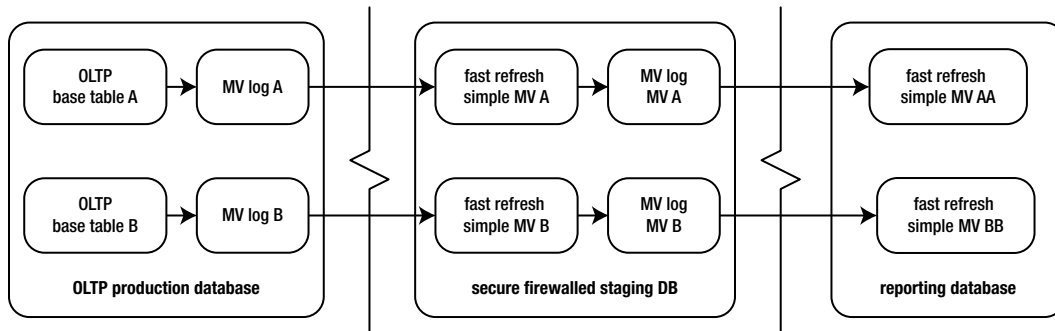 OLTP
base table A
MV log A
fast refresh
simple MV A
MV log
MV A
fast refresh
simple MV AA
OLTP
base table B
MV log B
fast refresh
simple MV B
MV log
MV B
fast refresh
simple MV BB
OLTP production database
secure firewalled staging DB
reporting database